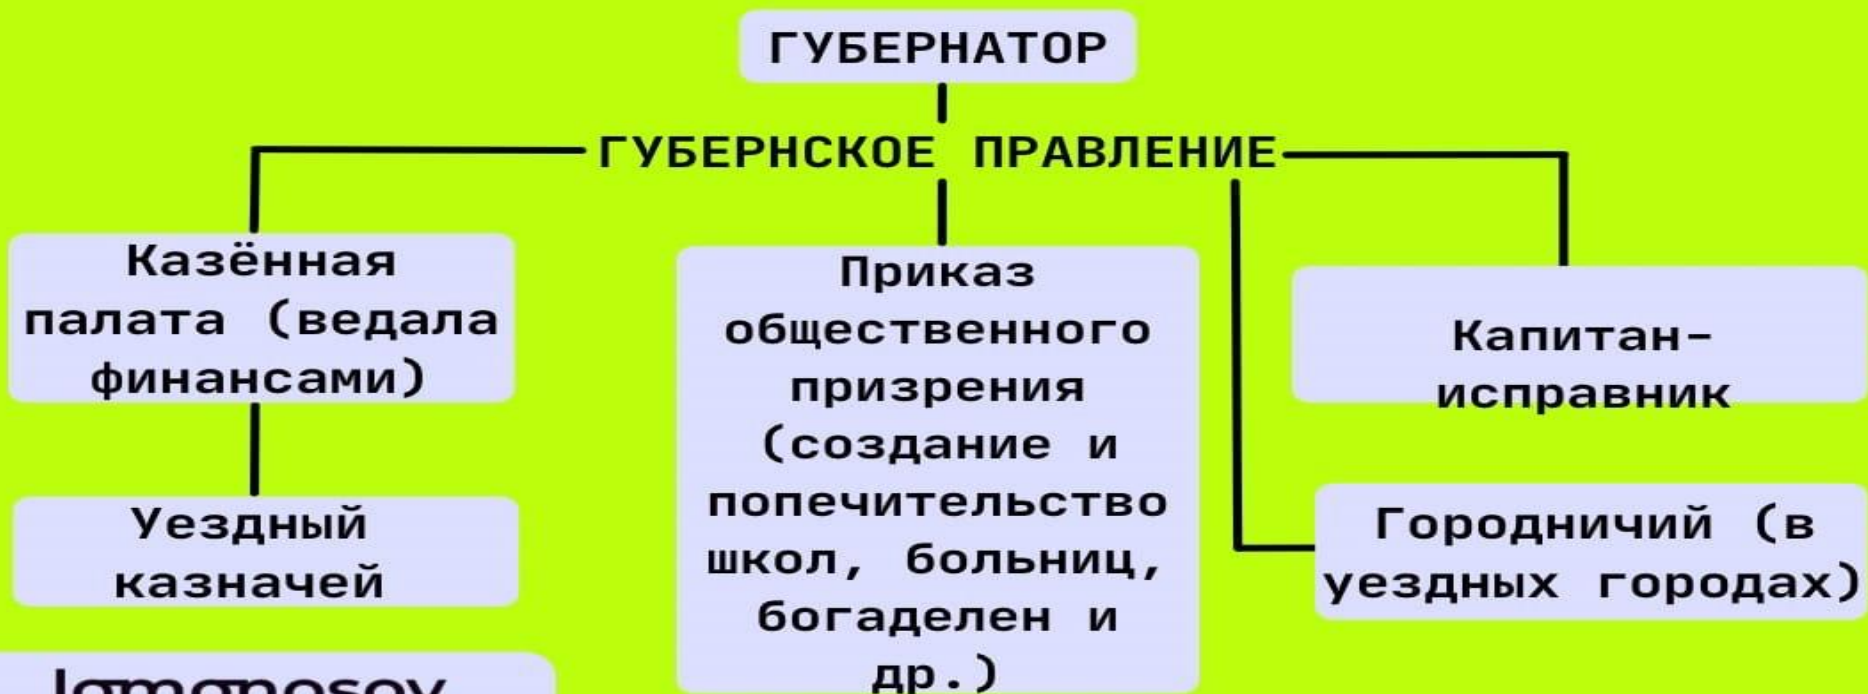 ГУБЕРНАТОР
ГУБЕРНСКОЕ ПРАВЛЕНИЕ
Казённая
палата (ведала
финансами)
Уездный
казначей
Приказ
общественного
призрения
(создание и
попечительство
школ, больниц,
богаделен и
др.)
Капитан-
исправник
Городничий (в
уездных городах)
lomonosov